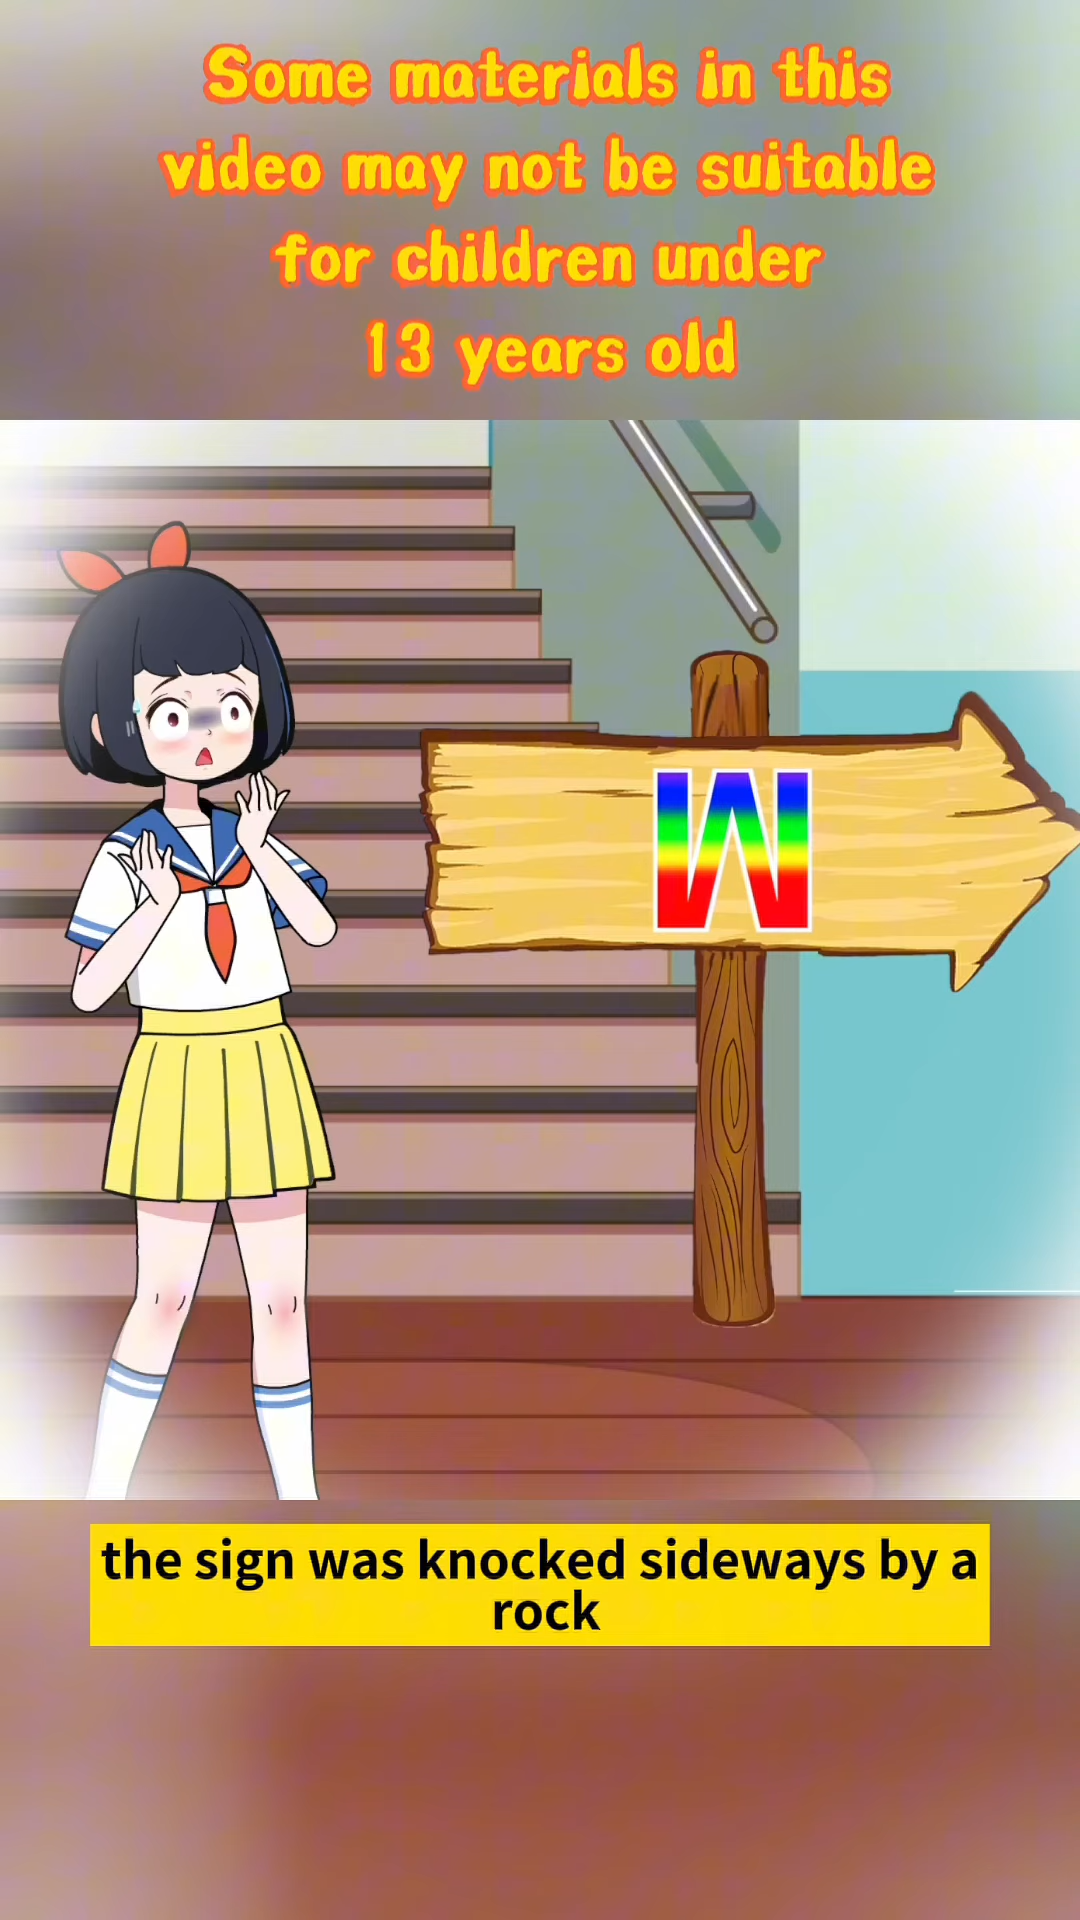 Some materials in this
video may not be suitable
for children under
13 years old
W
the sign was knocked sideways by a
rock